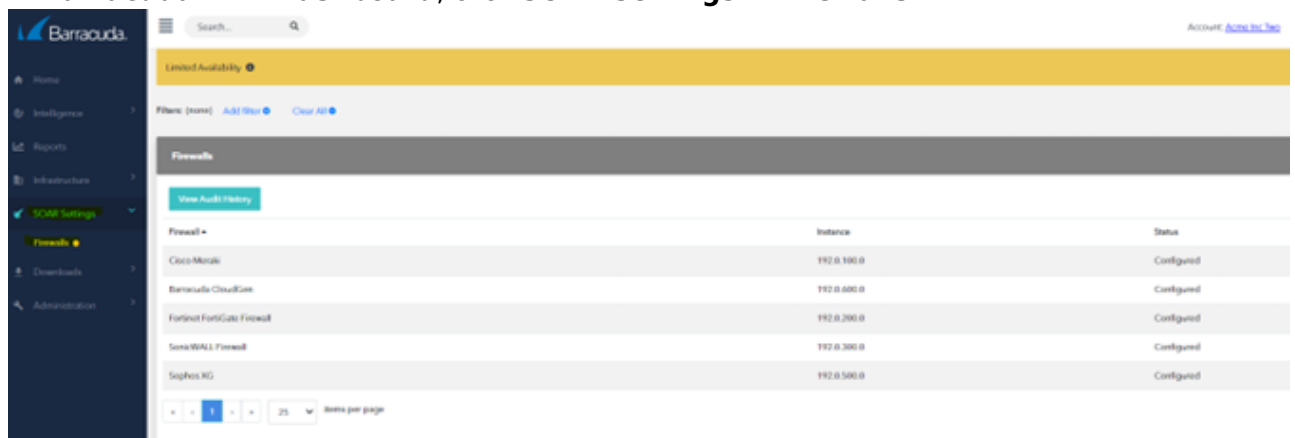 Barracuda.
Search...
Account: Acme Inc Two
Home
Intelligence
Reports
Infrastructure
SOAR Settings
Firewalls
Downloads
Administration
Limited Availability
Filters: (none) Add filter Clear All
Firewalls
View Audit History
Firewall Instance Status
Cisco Meraki 192.0.100.0 Configured
Barracuda CloudGen 192.0.600.0 Configured
Fortinet FortiGate Firewall 192.0.200.0 Configured
SonicWALL Firewall 192.0.300.0 Configured
Sophos XG 192.0.500.0 Configured
« ‹ 1 › » 25 items per page